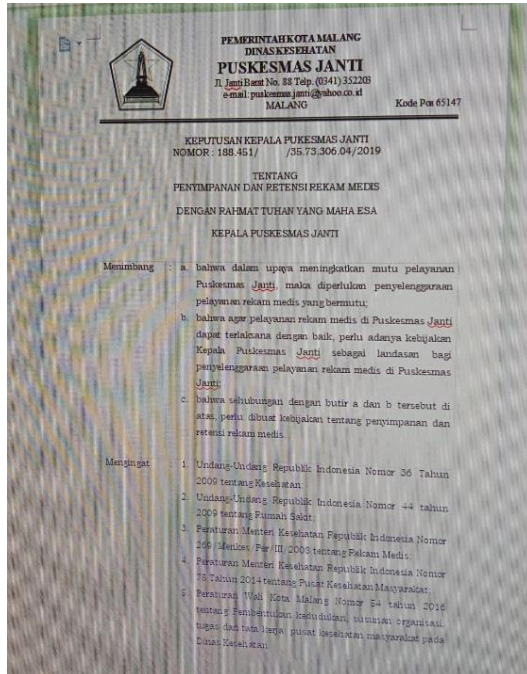 PEMERINTAH KOTA MALANG
DINAS KESEHATAN
PUSKESMAS JANTI
Jl. Janti Barat No. 88 Telp. (0341) 352203
e-mail: puskesmas.janti@yahoo.co.id
MALANG
Kode Pos 65147
KEPUTUSAN KEPALA PUKESMAS JANTI
NOMOR : 188.451/ /35.73.306.04/2019
TENTANG
PENYIMPANAN DAN RETENSI REKAM MEDIS
DENGAN RAHMAT TUHAN YANG MAHA ESA
KEPALA PUSKESMAS JANTI
Menimbang : a. bahwa dalam upaya meningkatkan mutu pelayanan
Puskesmas Janti, maka diperlukan penyelenggaraan
pelayanan rekam medis yang bermutu;
b. bahwa agar pelayanan rekam medis di Puskesmas Janti
dapat terlaksana dengan baik, perlu adanya kebijakan
Kepala Puskesmas Janti sebagai landasan bagi
penyelenggaraan pelayanan rekam medis di Puskesmas
Janti;
c. bahwa sehubungan dengan butir a dan b tersebut di
atas, perlu dibuat kebijakan tentang penyimpanan dan
retensi rekam medis.
Mengingat : 1. Undang-Undang Republik Indonesia Nomor 36 Tahun
2009 tentang Kesehatan;
2. Undang-Undang Republik Indonesia Nomor 44 tahun
2009 tentang Rumah Sakit;
3. Peraturan Menteri Kesehatan Republik Indonesia Nomor
269/Menkes/Per/III/2008 tentang Rekam Medis;
4. Peraturan Menteri Kesehatan Republik Indonesia Nomor
75 Tahun 2014 tentang Pusat Kesehatan Masyarakat;
5. Peraturan Wali Kota Malang Nomor 54 tahun 2016
tentang Pembentukan kedudukan, susunan organisasi,
tugas dan tata kerja pusat kesehatan masyarakat pada
Dinas Kesehatan